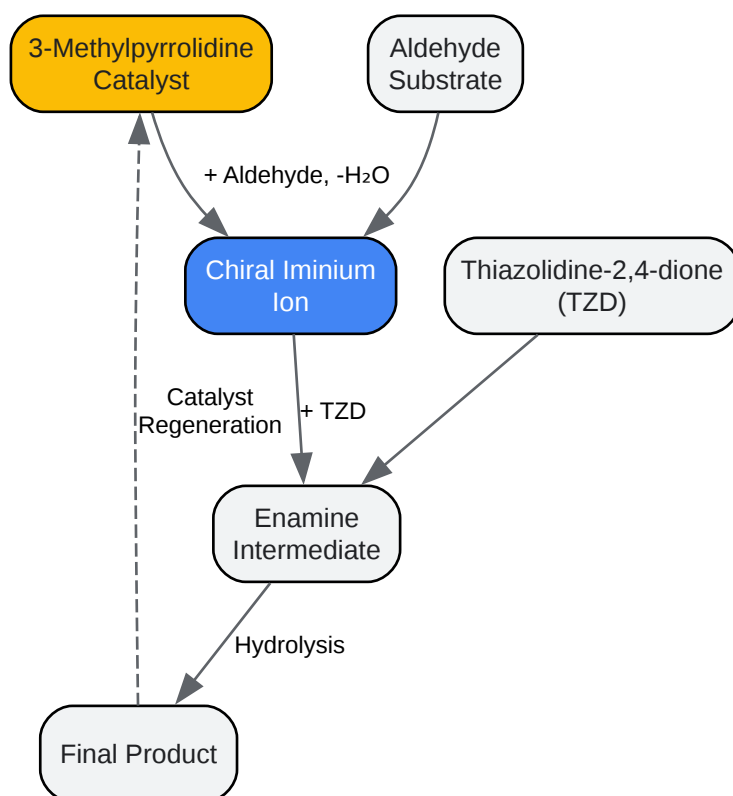 3-Methylpyrrolidine
Catalyst
Aldehyde
Substrate
+ Aldehyde, -H₂O
Chiral Iminium
Ion
Thiazolidine-2,4-dione
(TZD)
Catalyst
Regeneration
+ TZD
Enamine
Intermediate
Hydrolysis
Final Product